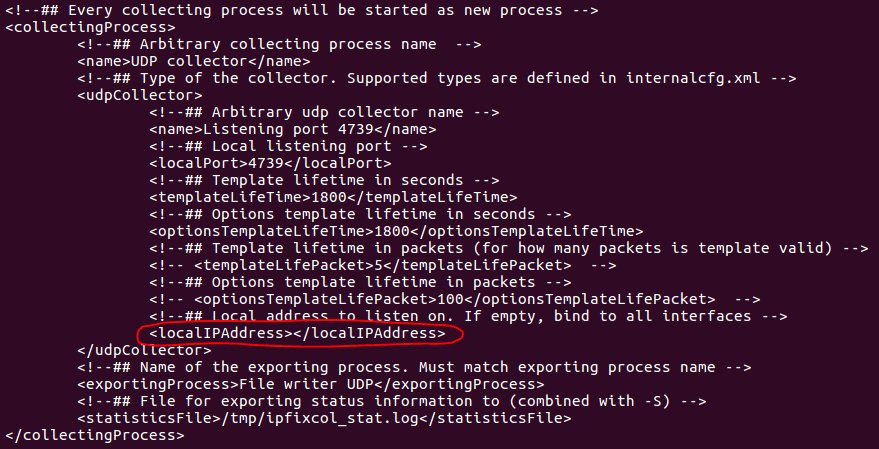 <!--## Every collecting process will be started as new process -->
<collectingProcess>
<!--## Arbitrary collecting process name  -->
<name>UDP collector</name>
<!--## Type of the collector. Supported types are defined in internalcfg.xml -->
<udpCollector>
<!--## Arbitrary udp collector name -->
<name>Listening port 4739</name>
<!--## Local listening port -->
<localPort>4739</localPort>
<!--## Template lifetime in seconds -->
<templateLifeTime>1800</templateLifeTime>
<!--## Options template lifetime in seconds -->
<optionsTemplateLifeTime>1800</optionsTemplateLifeTime>
<!--## Template lifetime in packets (for how many packets is template valid) -->
<!-- <templateLifePacket>5</templateLifePacket>  -->
<!--## Options template lifetime in packets -->
<!-- <optionsTemplateLifePacket>100</optionsTemplateLifePacket>  -->
<!--## Local address to listen on. If empty, bind to all interfaces -->
<localIPAddress></localIPAddress>
</udpCollector>
<!--## Name of the exporting process. Must match exporting process name -->
<exportingProcess>File writer UDP</exportingProcess>
<!--## File for exporting status information to (combined with -S) -->
<statisticsFile>/tmp/ipfixcol_stat.log</statisticsFile>
</collectingProcess>